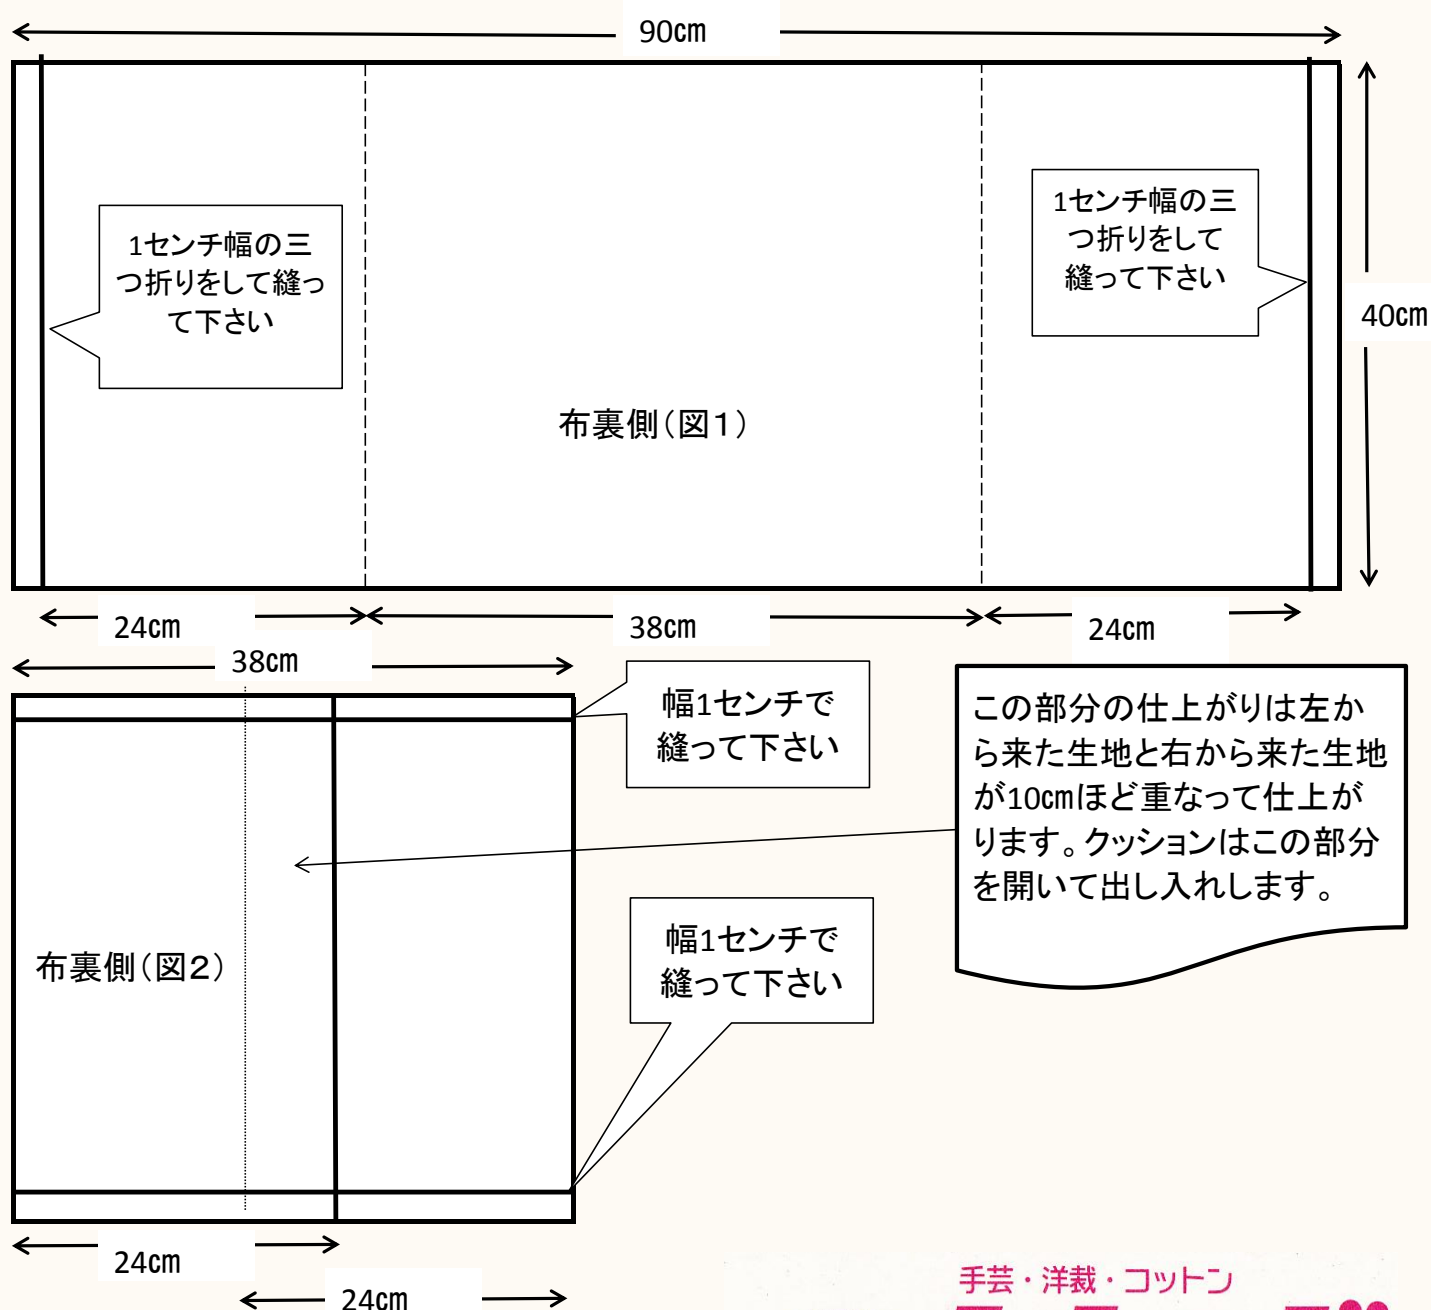 90㎝
1センチ幅の三
つ折りをして縫っ
て下さい
1センチ幅の三
つ折りをして
縫って下さい
40㎝
布裏側（図１）
24㎝
38㎝
24㎝
38㎝
幅1センチで
縫って下さい
この部分の仕上がりは左か
ら来た生地と右から来た生地
が10㎝ほど重なって仕上が
ります。クッションはこの部分
を開いて出し入れします。
布裏側（図２）
幅1センチで
縫って下さい
24㎝
24㎝
手芸・洋裁・コットン